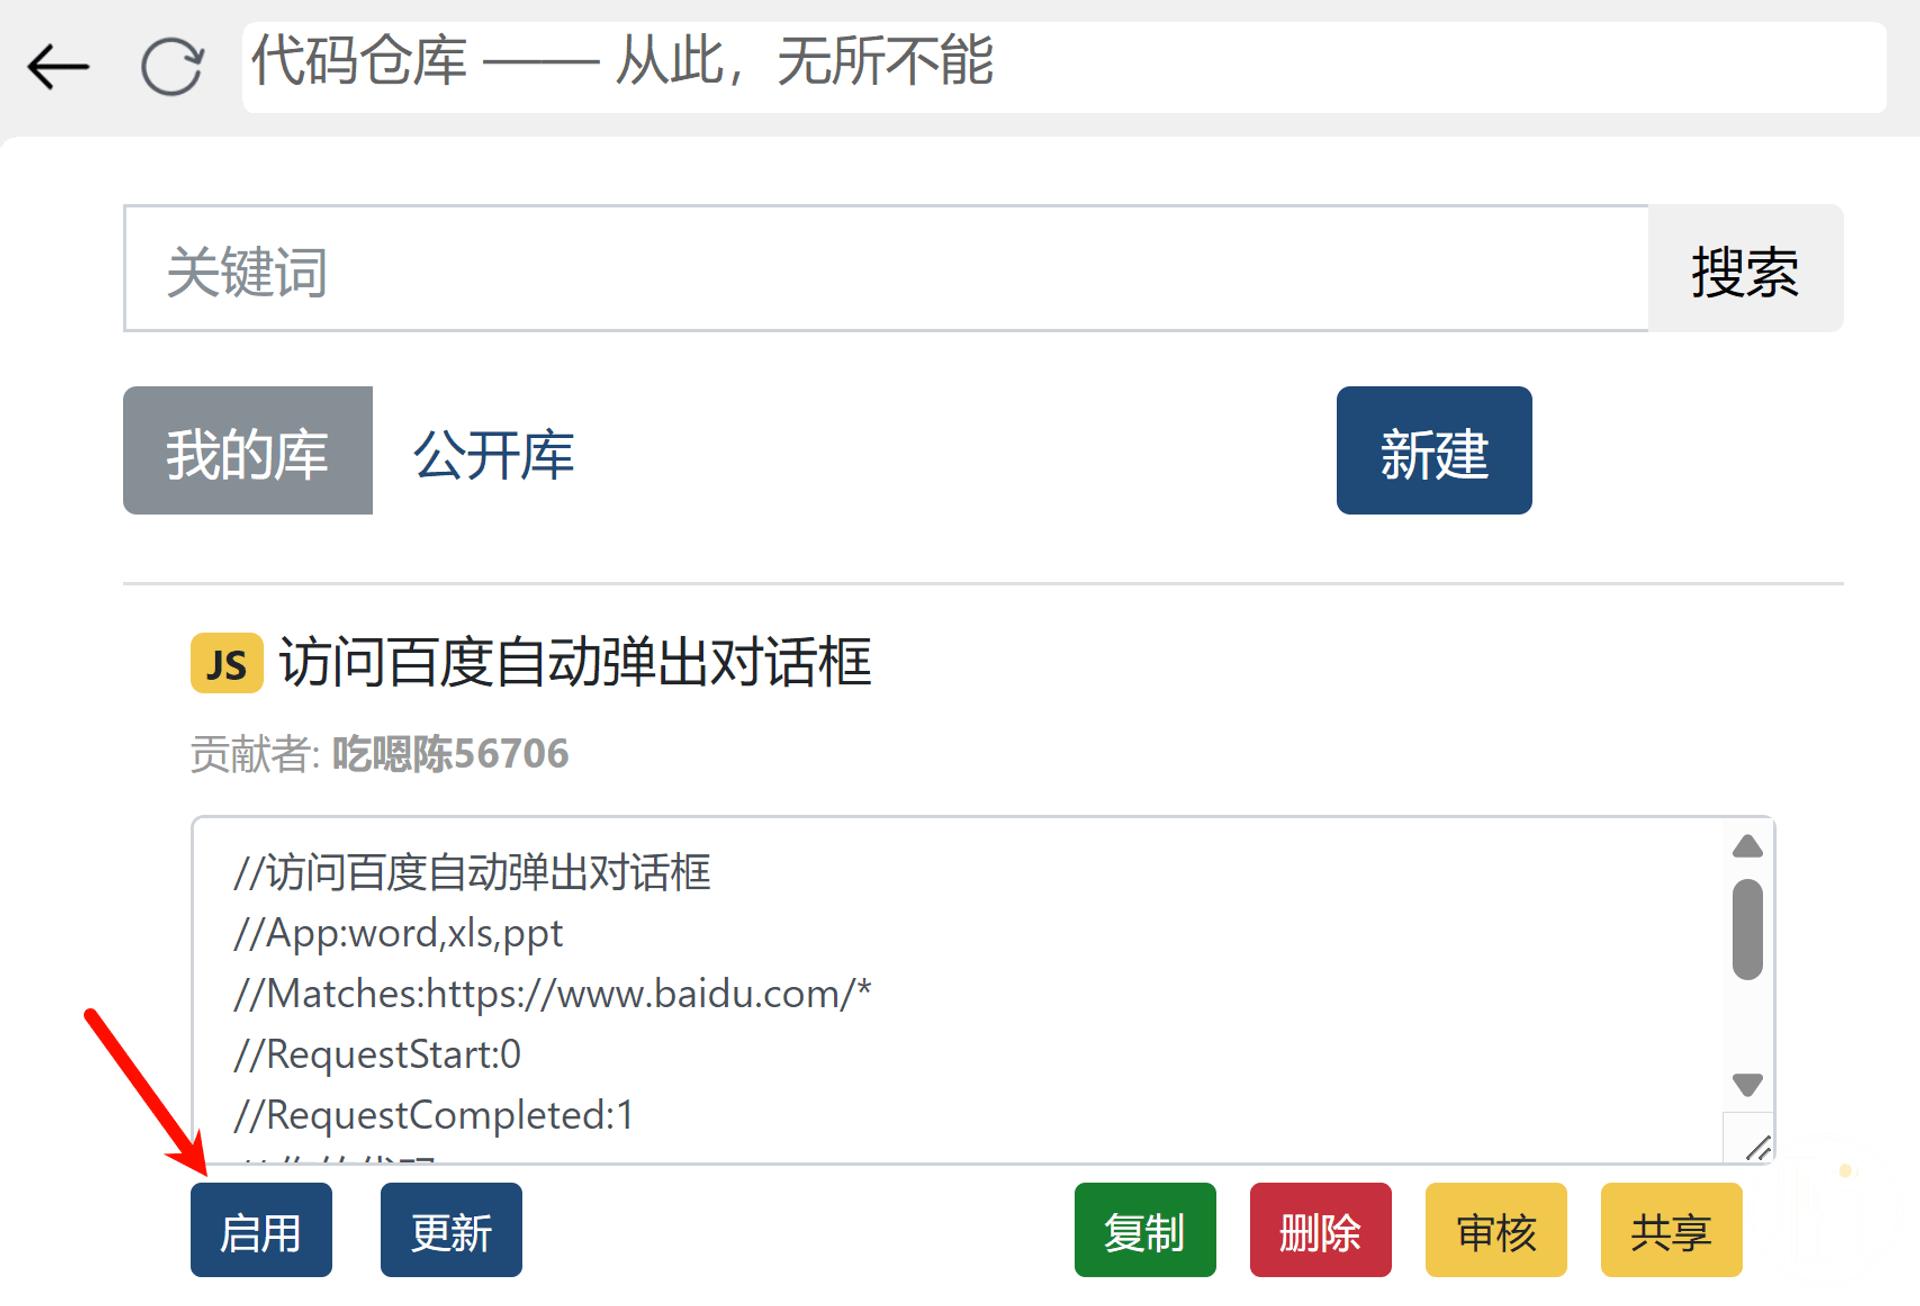 代码仓库 —— 从此，无所不能
关键词
搜索
我的库
公开库
新建
JS 访问百度自动弹出对话框
贡献者: 吃嗯陈56706
//访问百度自动弹出对话框
//App:word,xls,ppt
//Matches:https://www.baidu.com/*
//RequestStart:0
//RequestCompleted:1
启用
更新
复制
删除
审核
共享